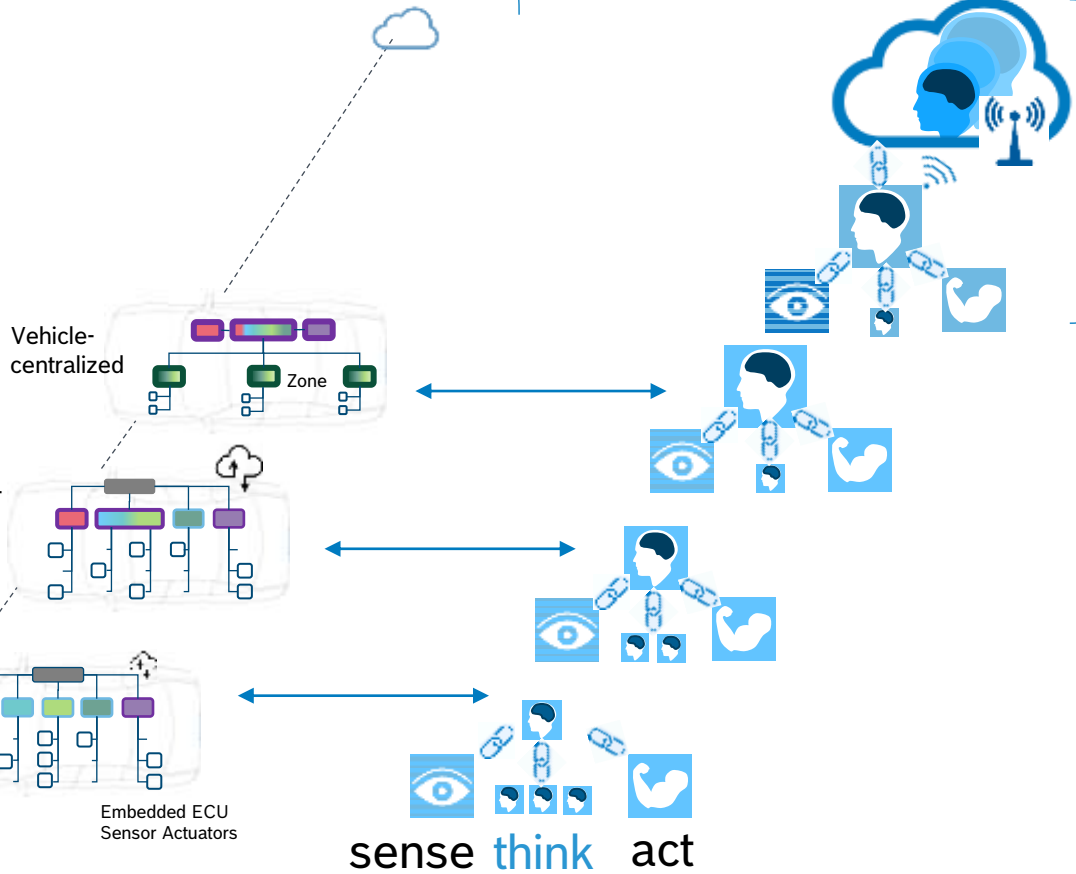 Vehicle-
centralized
Zone
Embedded ECU
Sensor Actuators
sense think act